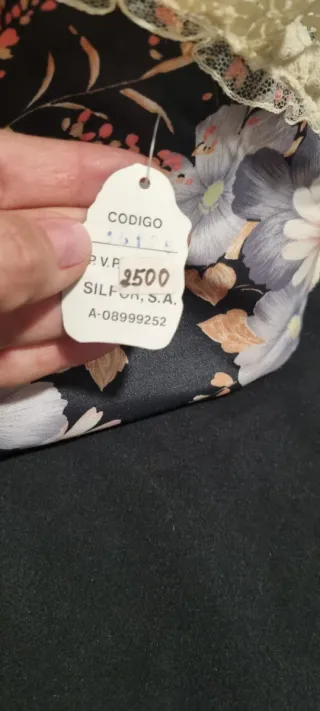 CODIGO
P.V.P
2500
SILFOR, S.A.
A-08999252